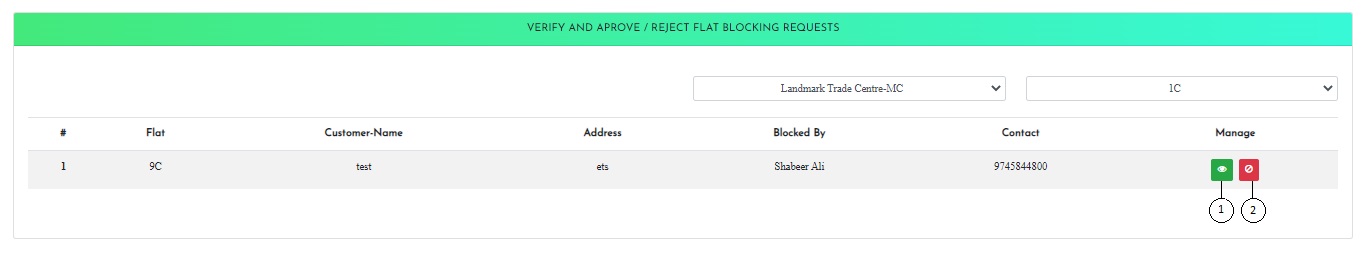 VERIFY AND APROVE / REJECT FLAT BLOCKING REQUESTS
Landmark Trade Centre-MC 1C
# Flat Customer-Name Address Blocked By Contact Manage
1 9C test ets Shabeer Ali 9745844800
1 2